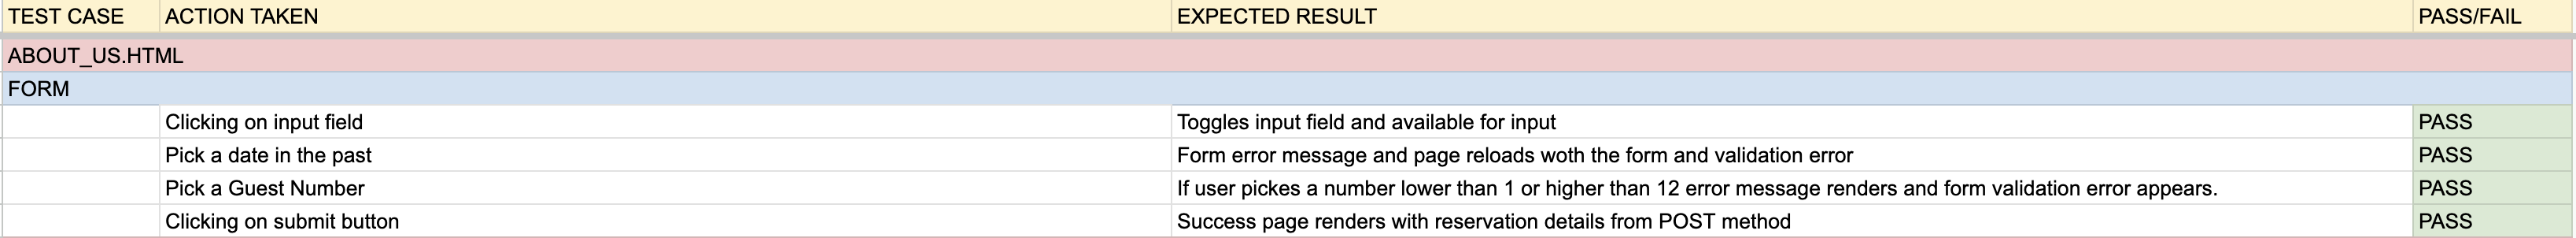 TEST CASE ACTION TAKEN EXPECTED RESULT PASS/FAIL
ABOUT_US.HTML
FORM
Clicking on input field Toggles input field and available for input PASS
Pick a date in the past Form error message and page reloads woth the form and validation error PASS
Pick a Guest Number If user pickes a number lower than 1 or higher than 12 error message renders and form validation error appears. PASS
Clicking on submit button Success page renders with reservation details from POST method PASS